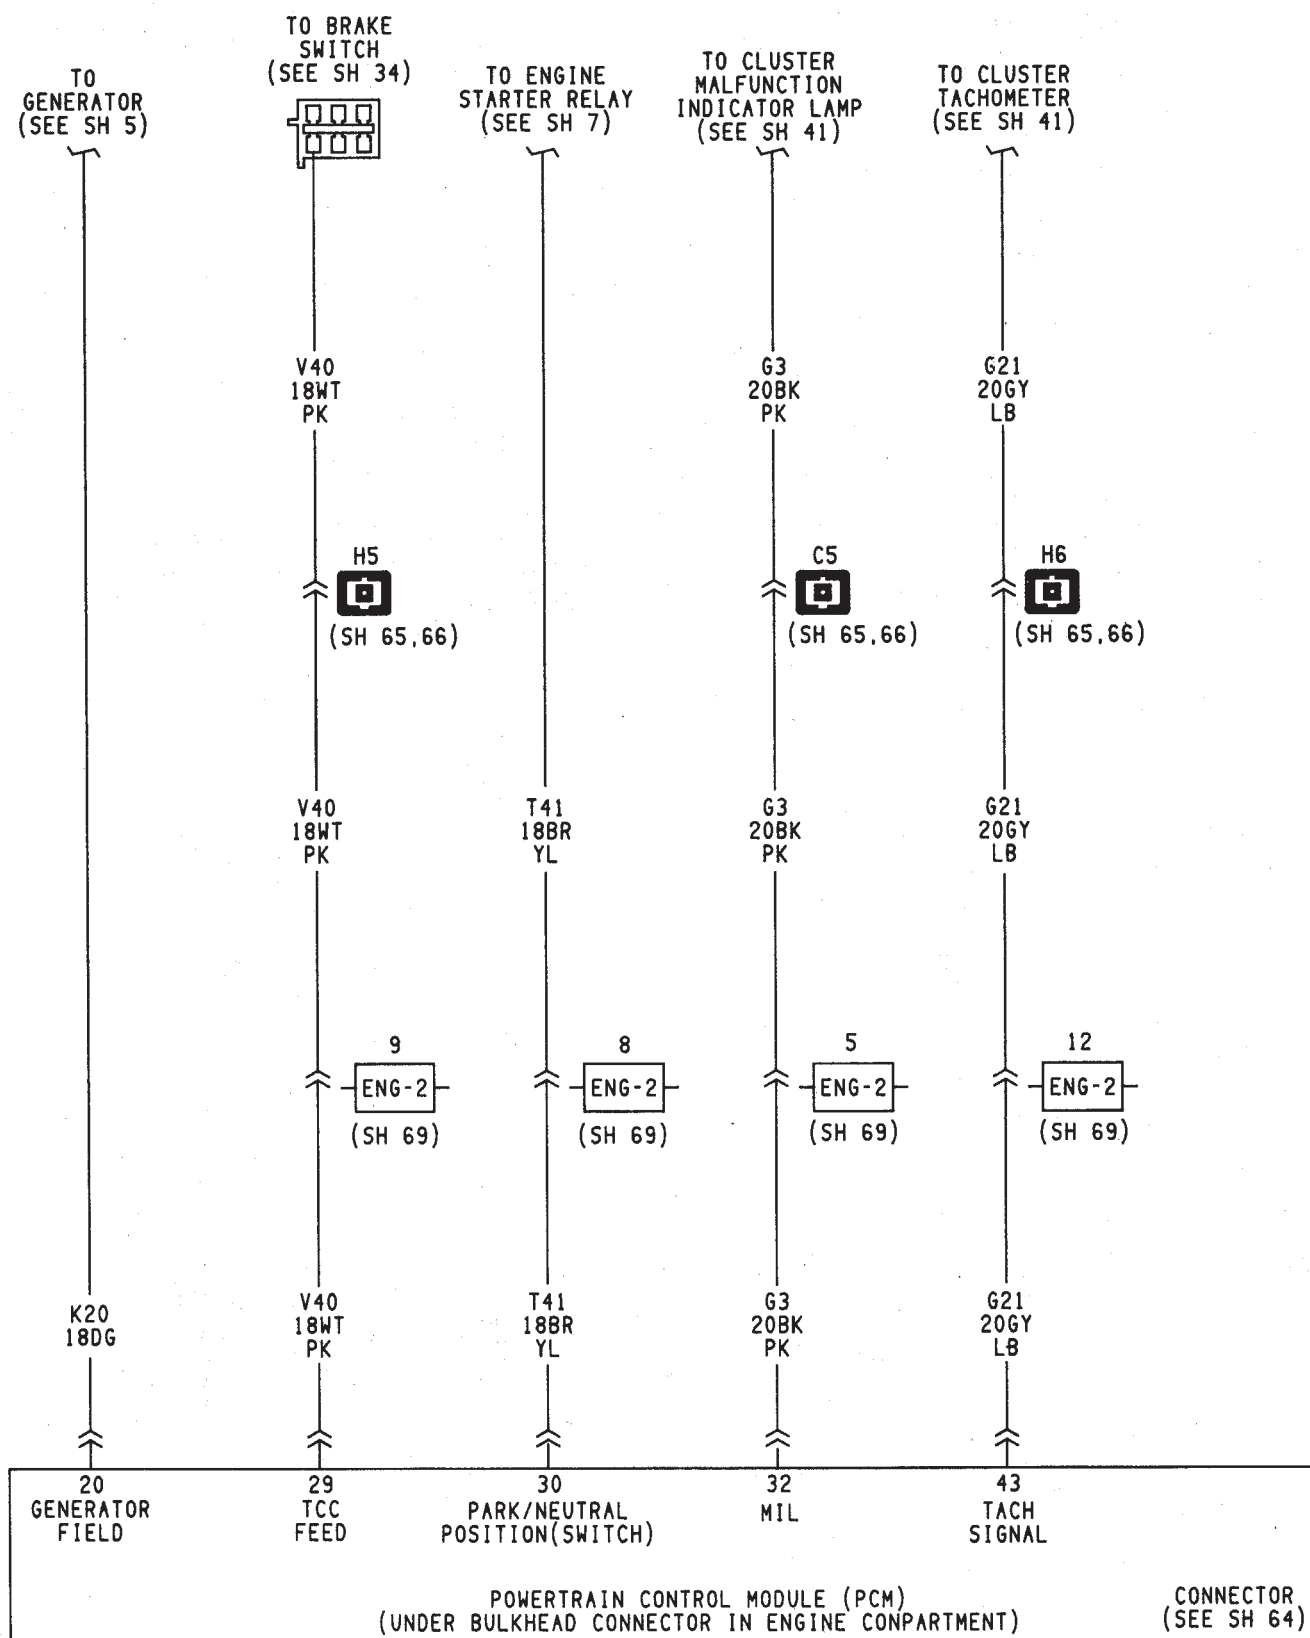 TO
GENERATOR
(SEE SH 5)
TO BRAKE
SWITCH
(SEE SH 34)
TO ENGINE
STARTER RELAY
(SEE SH 7)
TO CLUSTER
MALFUNCTION
INDICATOR LAMP
(SEE SH 41)
TO CLUSTER
TACHOMETER
(SEE SH 41)
V40
18WT
PK
G3
20BK
PK
G21
20GY
LB
H5
(SH 65,66)
C5
(SH 65,66)
H6
(SH 65,66)
V40
18WT
PK
T41
18BR
YL
G3
20BK
PK
G21
20GY
LB
9
ENG-2
(SH 69)
8
ENG-2
(SH 69)
5
ENG-2
(SH 69)
12
ENG-2
(SH 69)
K20
18DG
V40
18WT
PK
T41
18BR
YL
G3
20BK
PK
G21
20GY
LB
20
GENERATOR
FIELD
29
TCC
FEED
30
PARK/NEUTRAL
POSITION(SWITCH)
32
MIL
43
TACH
SIGNAL
POWERTRAIN CONTROL MODULE (PCM)
(UNDER BULKHEAD CONNECTOR IN ENGINE CONPARTMENT)
CONNECTOR
(SEE SH 64)